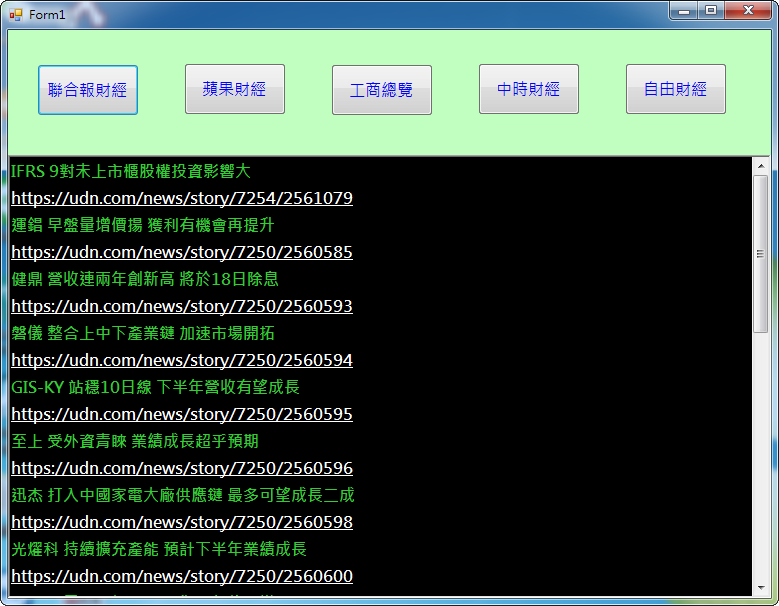 Form1
聯合報財經 蘋果財經 工商總覽 中時財經 自由財經
IFRS 9對未上市櫃股權投資影響大
https://udn.com/news/story/7254/2561079
運錩 早盤量增價揚 獲利有機會再提升
https://udn.com/news/story/7250/2560585
健鼎 營收連兩年創新高 將於18日除息
https://udn.com/news/story/7250/2560593
磐儀 整合上中下產業鏈 加速市場開拓
https://udn.com/news/story/7250/2560594
GIS-KY 站穩10日線 下半年營收有望成長
https://udn.com/news/story/7250/2560595
至上 受外資青睞 業績成長超乎預期
https://udn.com/news/story/7250/2560596
迅杰 打入中國家電大廠供應鏈 最多可望成長二成
https://udn.com/news/story/7250/2560598
光燿科 持續擴充產能 預計下半年業績成長
https://udn.com/news/story/7250/2560600